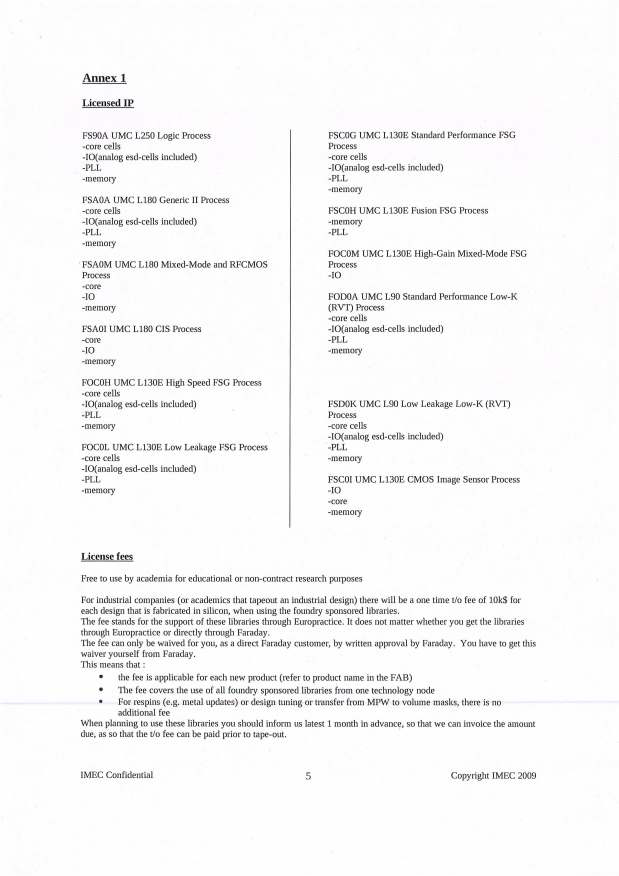 Annex 1
Licensed IP
FS90A UMC L250 Logic Process
-core cells
-IO(analog esd-cells included)
-PLL
-memory
FSA0A UMC L180 Generic II Process
-core cells
-IO(analog esd-cells included)
-PLL
-memory
FSA0M UMC L180 Mixed-Mode and RFCMOS
Process
-core
-IO
-memory
FSA0I UMC L180 CIS Process
-core
-IO
-memory
FOC0H UMC L130E High Speed FSG Process
-core cells
-IO(analog esd-cells included)
-PLL
-memory
FOC0L UMC L130E Low Leakage FSG Process
-core cells
-IO(analog esd-cells included)
-PLL
-memory
FSC0G UMC L130E Standard Performance FSG
Process
-core cells
-IO(analog esd-cells included)
-PLL
-memory
FSC0H UMC L130E Fusion FSG Process
-memory
-PLL
FOC0M UMC L130E High-Gain Mixed-Mode FSG
Process
-IO
FOD0A UMC L90 Standard Performance Low-K
(RVT) Process
-core cells
-IO(analog esd-cells included)
-PLL
-memory
FSD0K UMC L90 Low Leakage Low-K (RVT)
Process
-core cells
-IO(analog esd-cells included)
-PLL
-memory
FSC0I UMC L130E CMOS Image Sensor Process
-IO
-core
-memory
License fees
Free to use by academia for educational or non-contract research purposes
For industrial companies (or academics that tapeout an industrial design) there will be a one time t/o fee of 10k$ for
each design that is fabricated in silicon, when using the foundry sponsored libraries.
The fee stands for the support of these libraries through Europractice. It does not matter whether you get the libraries
through Europractice or directly through Faraday.
The fee can only be waived for you, as a direct Faraday customer, by written approval by Faraday. You have to get this
waiver yourself from Faraday.
This means that :
• the fee is applicable for each new product (refer to product name in the FAB)
• The fee covers the use of all foundry sponsored libraries from one technology node
• For respins (e.g. metal updates) or design tuning or transfer from MPW to volume masks, there is no
additional fee
When planning to use these libraries you should inform us latest 1 month in advance, so that we can invoice the amount
due, as so that the t/o fee can be paid prior to tape-out.
IMEC Confidential 5 Copyright IMEC 2009